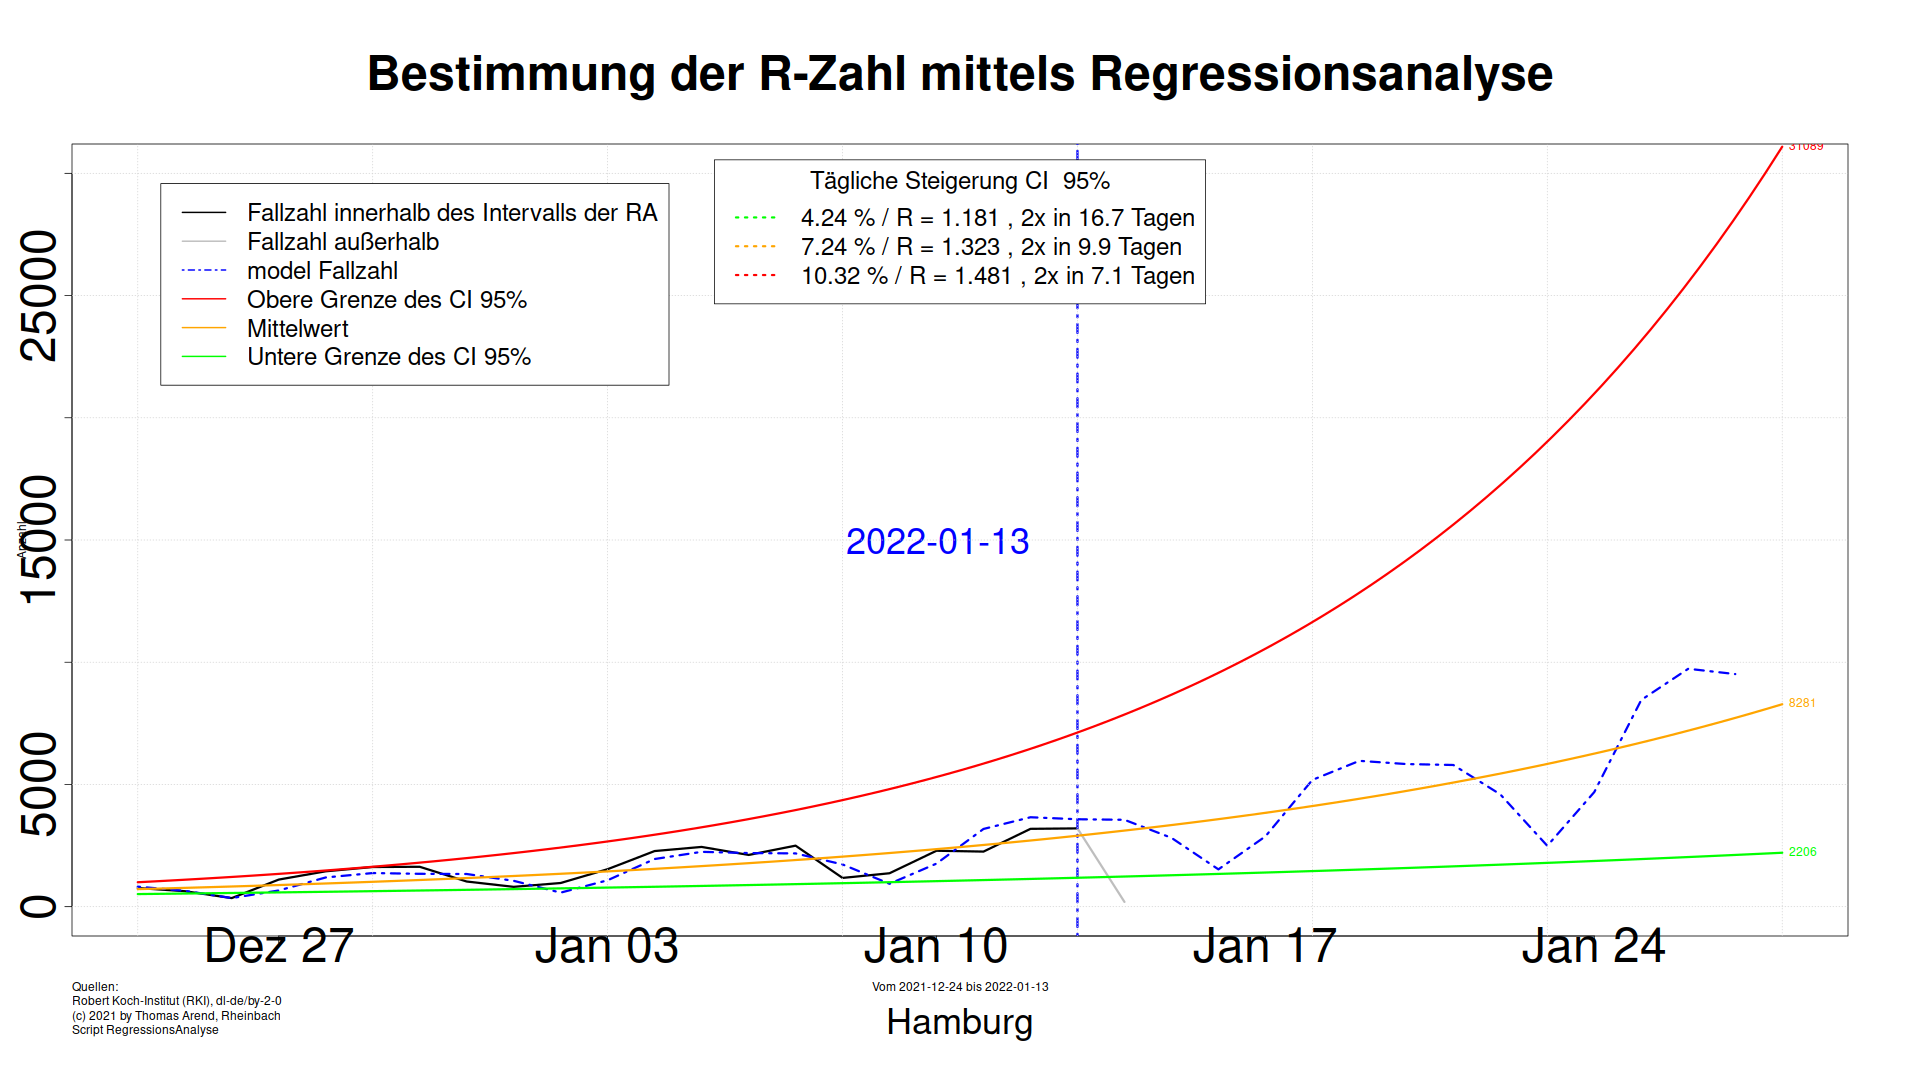 Bestimmung der R-Zahl mittels Regressionsanalyse
31089
Tägliche Steigerung CI  95%
4.24 % / R = 1.181 , 2x in 16.7 Tagen
7.24 % / R = 1.323 , 2x in 9.9 Tagen
10.32 % / R = 1.481 , 2x in 7.1 Tagen
Fallzahl innerhalb des Intervalls der RA
Fallzahl außerhalb
model Fallzahl
Obere Grenze des CI 95%
Mittelwert
Untere Grenze des CI 95%
25000
15000
5000
0
Anzahl
2022-01-13
8281
2206
Dez 27
Jan 03
Jan 10
Jan 17
Jan 24
Quellen:
Robert Koch-Institut (RKI), dl-de/by-2-0
(c) 2021 by Thomas Arend, Rheinbach
Script RegressionsAnalyse
Vom 2021-12-24 bis 2022-01-13
Hamburg